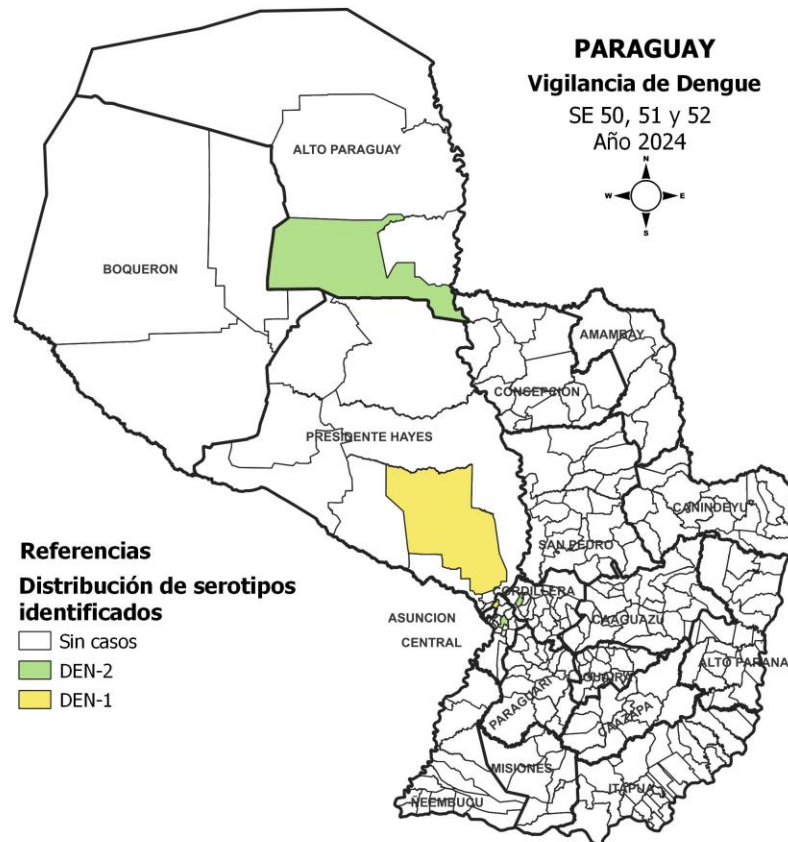 PARAGUAY
Vigilancia de Dengue
SE 50, 51 y 52
Año 2024
N
W
E
S
ALTO PARAGUAY
BOQUERON
AMAMBAY
CONCEPCION
PRESIDENTE HAYES
CANINDEYU
SAN PEDRO
Referencias
Distribución de serotipos
identificados
Sin casos
DEN-2
DEN-1
ORDILLERA
ASUNCION
CENTRAL
CAAGUAZU
ALTO PARANA
GUAIRA
PARAGUARI
CAAZAPA
MISIONES
ITAPUA
ÑEEMBUCU